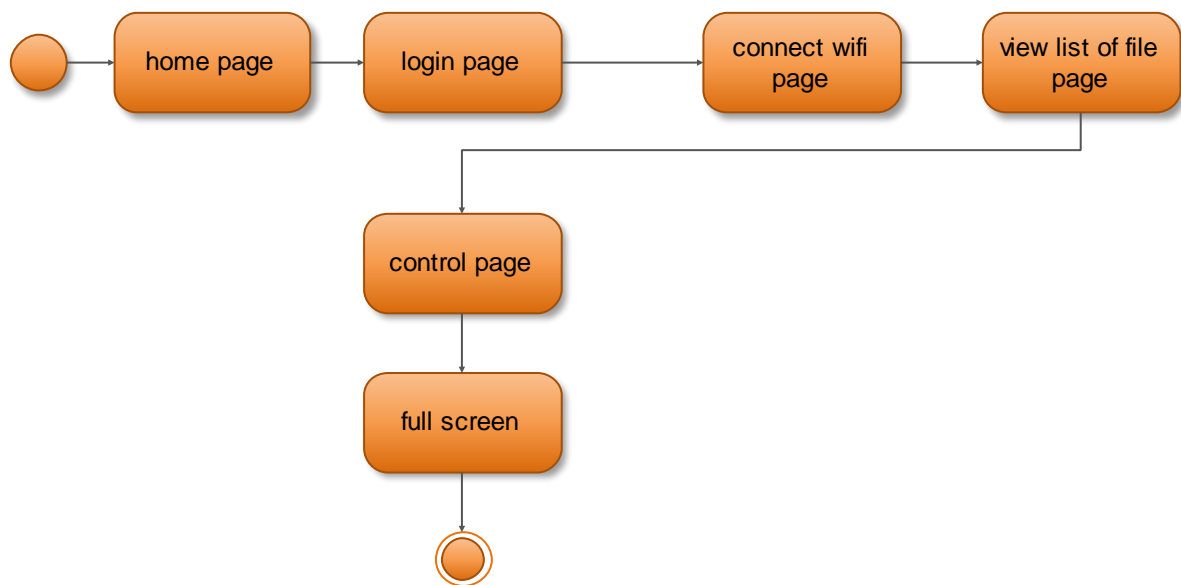 home page
login page
connect wifi
page
view list of file
page
control page
full screen